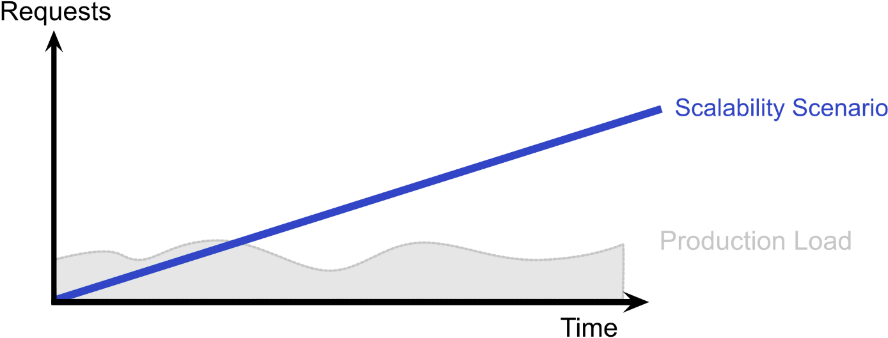 Requests
Scalability Scenario
Production Load
Time